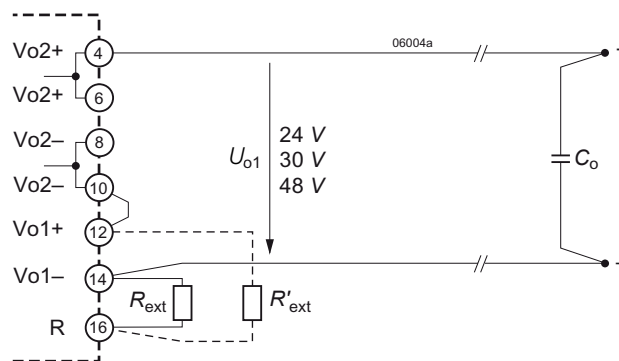 06004a
Vo2+ 4
Vo2+ 6
Vo2– 8
Vo2– 10
Vo1+ 12
Vo1– 14
R 16
Uo1
24 V
30 V
48 V
Co
Rext
R'ext